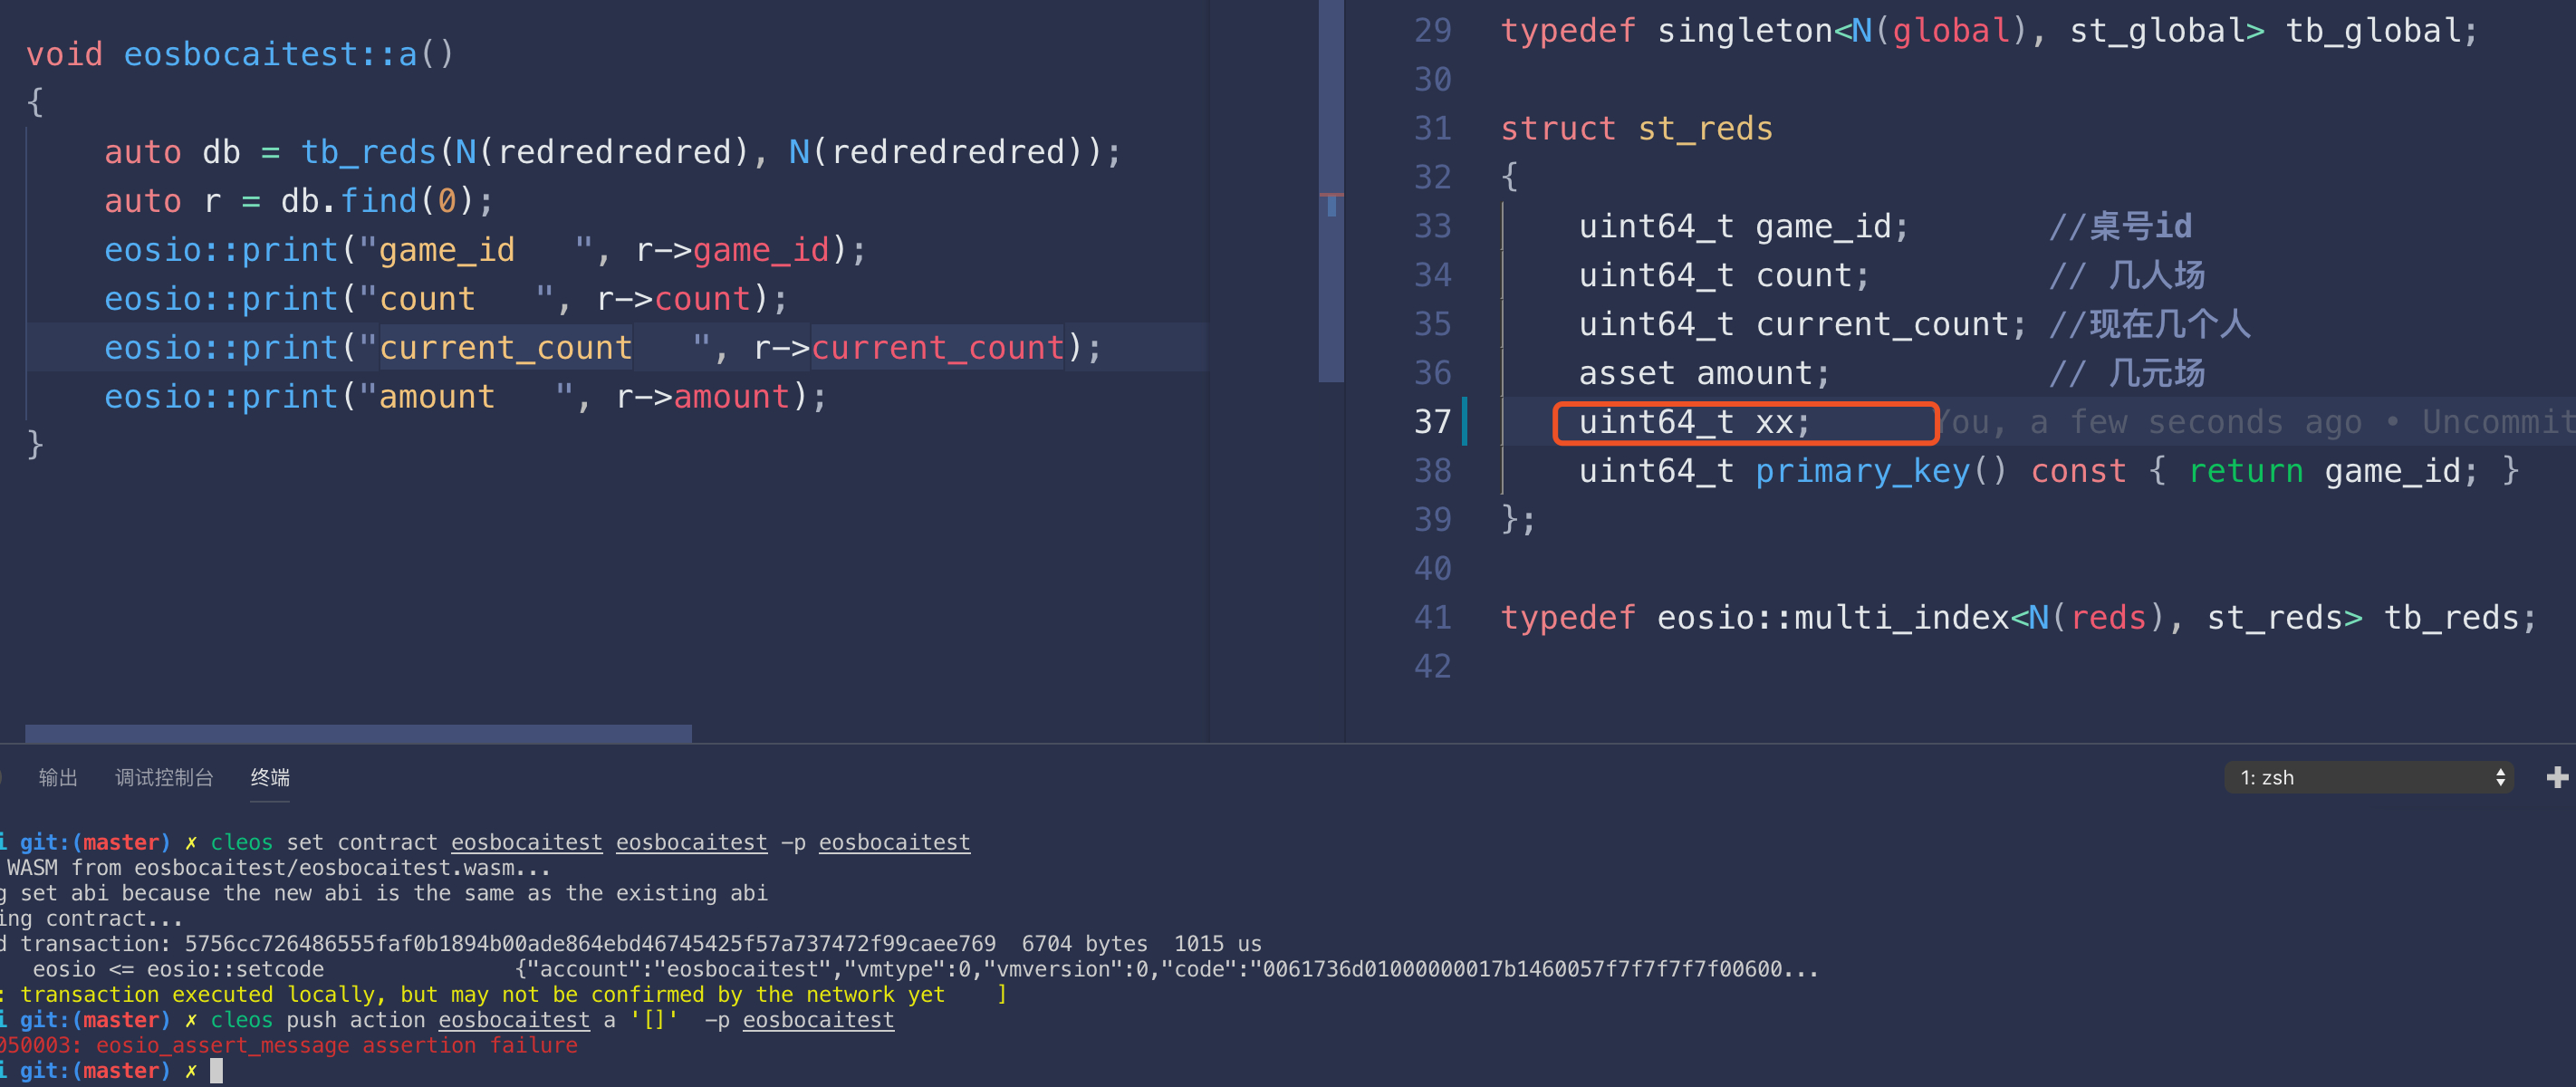 void eosbocaitest::a()
{
    auto db = tb_reds(N(redredredred), N(redredredred));
    auto r = db.find(0);
    eosio::print("game_id   ", r->game_id);
    eosio::print("count   ", r->count);
    eosio::print("current_count   ", r->current_count);
    eosio::print("amount   ", r->amount);
}
29 typedef singleton<N(global), st_global> tb_global;
30
31 struct st_reds
32 {
33     uint64_t game_id;       //桌号id
34     uint64_t count;         // 几人场
35     uint64_t current_count; //现在几个人
36     asset amount;           // 几元场
37     uint64_t xx;      You, a few seconds ago • Uncommit
38     uint64_t primary_key() const { return game_id; }
39 };
40
41 typedef eosio::multi_index<N(reds), st_reds> tb_reds;
42
输出 调试控制台 终端 1: zsh
i git:(master) ✗ cleos set contract eosbocaitest eosbocaitest -p eosbocaitest
WASM from eosbocaitest/eosbocaitest.wasm...
g set abi because the new abi is the same as the existing abi
ing contract...
d transaction: 5756cc726486555faf0b1894b00ade864ebd46745425f57a737472f99caee769  6704 bytes  1015 us
eosio <= eosio::setcode               {"account":"eosbocaitest","vmtype":0,"vmversion":0,"code":"0061736d01000000017b1460057f7f7f7f7f00600...
: transaction executed locally, but may not be confirmed by the network yet    ]
i git:(master) ✗ cleos push action eosbocaitest a '[]'  -p eosbocaitest
050003: eosio_assert_message assertion failure
i git:(master) ✗